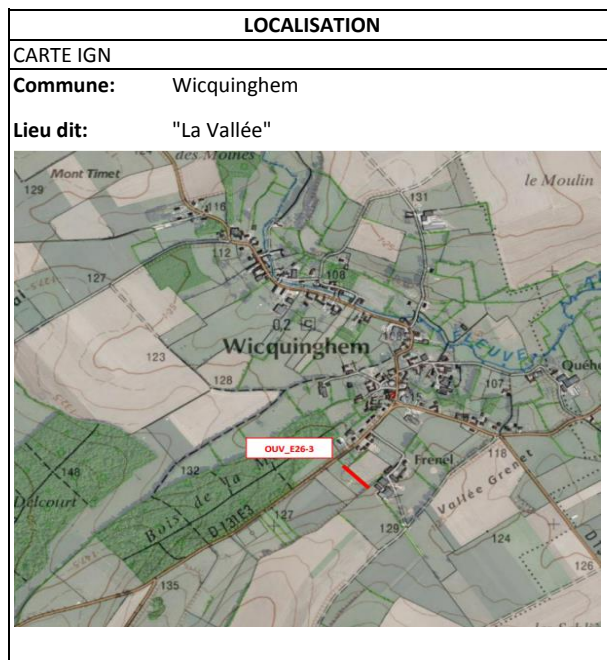 LOCALISATION
CARTE IGN
Commune: Wicquinghem
Lieu dit: "La Vallée"
des Moines
Mont Timet
129
le Moulin
131
116
112
108
127
0.2 C
Wicquinghem
123
128
107
OUV_E26-3
Frenel
118
148
132
Delcourt
Bois de
D 131E3
127
129
Vallée Grenet
124
135
126